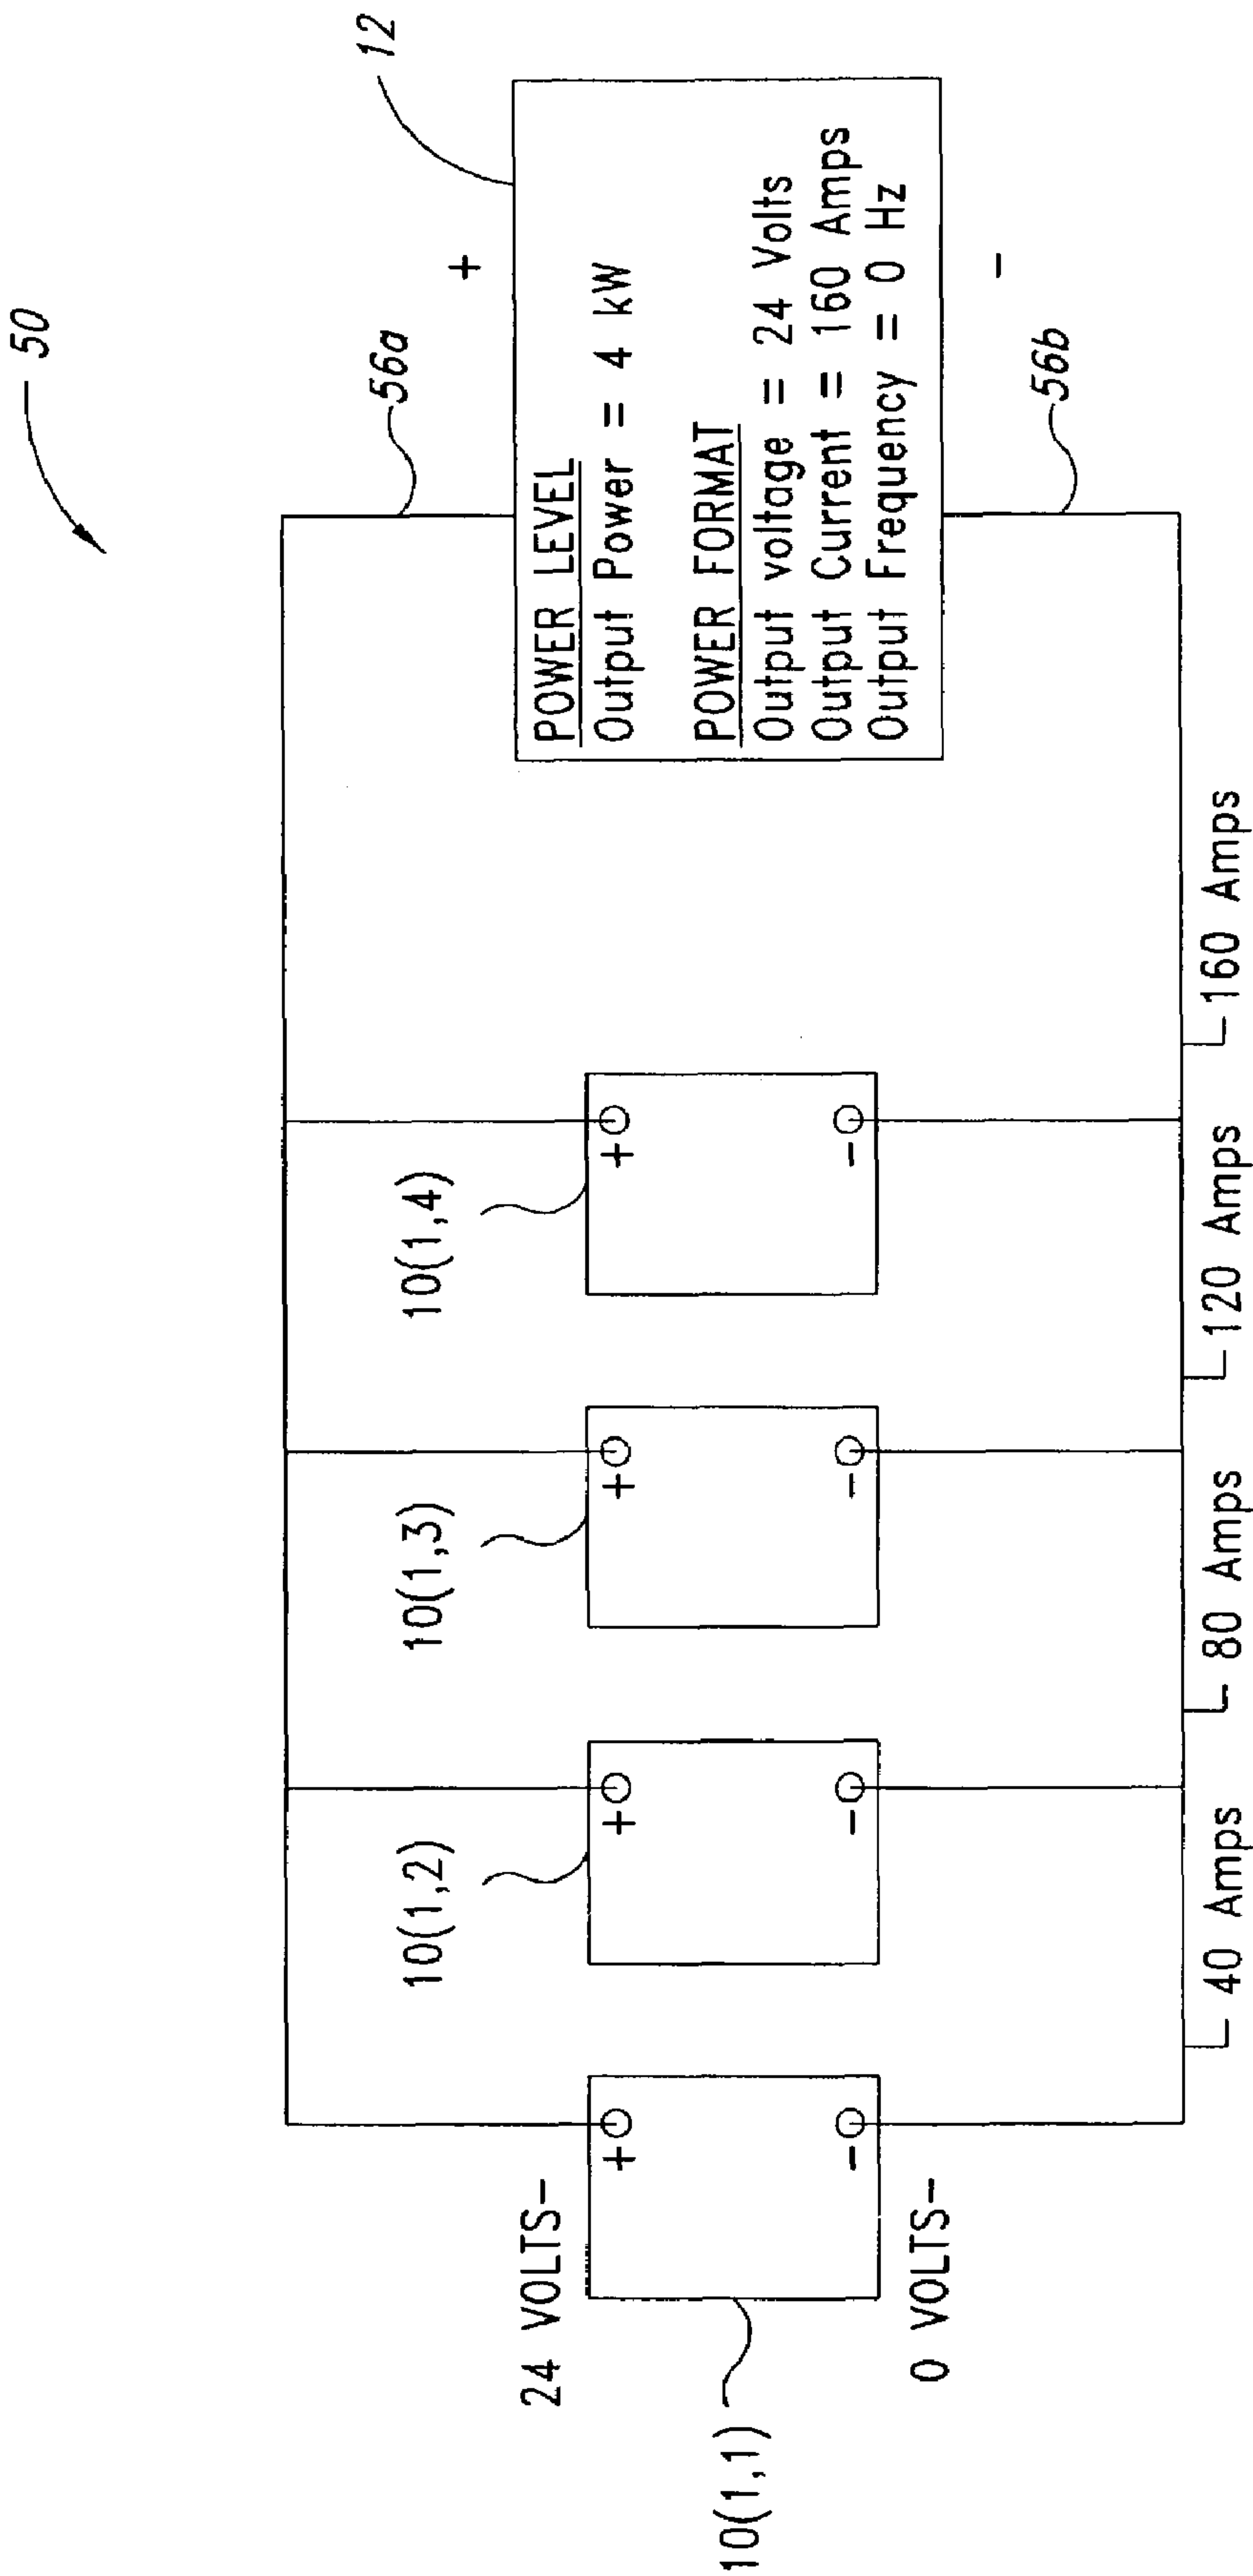 50
12
56a
+
POWER LEVEL
Output Power = 4 kW
POWER FORMAT
Output voltage = 24 Volts
Output Current = 160 Amps
Output Frequency = 0 Hz
-
56b
10(1,2)
10(1,3)
10(1,4)
24 VOLTS-
+
+
+
+
10(1,1)
-
-
-
-
0 VOLTS-
40 Amps
80 Amps
120 Amps
160 Amps